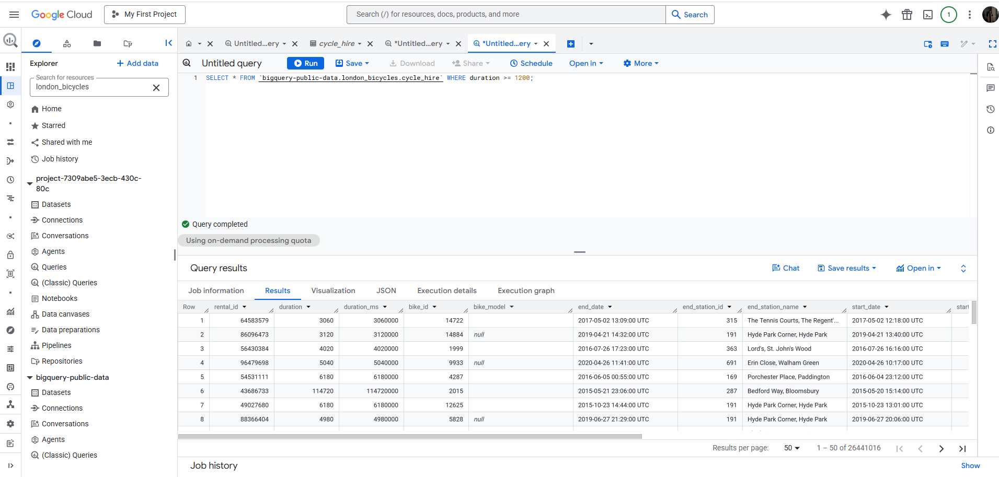 Google Cloud
My First Project
Search (/) for resources, docs, products, and more
Search
1
Untitled...ery
cycle_hire
*Untitled...ery
*Untitled...ery
Explorer
+ Add data
Search for resources
london_bicycles
Home
Starred
Shared with me
Job history
project-7309abe5-3ecb-430c-
80c
Datasets
Connections
Conversations
Agents
Queries
(Classic) Queries
Notebooks
Data canvases
Data preparations
Pipelines
Repositories
bigquery-public-data
Datasets
Connections
Conversations
Agents
(Classic) Queries
Untitled query
Run
Save
Download
Share
Schedule
Open in
More
1 SELECT * FROM `bigquery-public-data.london_bicycles.cycle_hire` WHERE duration >= 1200;
Query completed
Using on-demand processing quota
Query results
Chat
Save results
Open in
Job information Results Visualization JSON Execution details Execution graph
Row rental_id duration duration_ms bike_id bike_model end_date end_station_id end_station_name start_date start
1 64583579 3060 3060000 14722 2017-05-02 13:09:00 UTC 315 The Tennis Courts, The Regent'... 2017-05-02 12:18:00 UTC
2 86096473 3120 3120000 14884 null 2019-04-21 14:32:00 UTC 191 Hyde Park Corner, Hyde Park 2019-04-21 13:40:00 UTC
3 56430384 4020 4020000 1999 2016-07-26 17:23:00 UTC 363 Lord's, St. John's Wood 2016-07-26 16:16:00 UTC
4 96479698 5040 5040000 9933 null 2020-04-26 11:41:00 UTC 691 Erin Close, Walham Green 2020-04-26 10:17:00 UTC
5 54531111 6180 6180000 4287 2016-06-05 00:55:00 UTC 169 Porchester Place, Paddington 2016-06-04 23:12:00 UTC
6 43686733 114720 114720000 2015 2015-05-21 23:06:00 UTC 287 Bedford Way, Bloomsbury 2015-05-20 15:14:00 UTC
7 49027680 6180 6180000 12625 2015-10-23 14:44:00 UTC 191 Hyde Park Corner, Hyde Park 2015-10-23 13:01:00 UTC
8 88366404 4980 4980000 5828 null 2019-06-27 21:29:00 UTC 191 Hyde Park Corner, Hyde Park 2019-06-27 20:06:00 UTC
Results per page: 50 1 – 50 of 26441016
Job history
Show